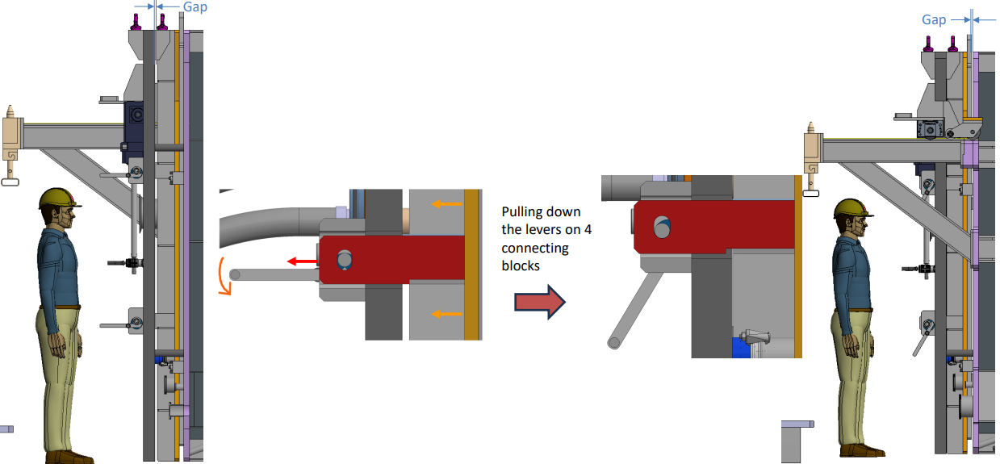 Gap
Gap
Pulling down
the levers on 4
connecting
blocks